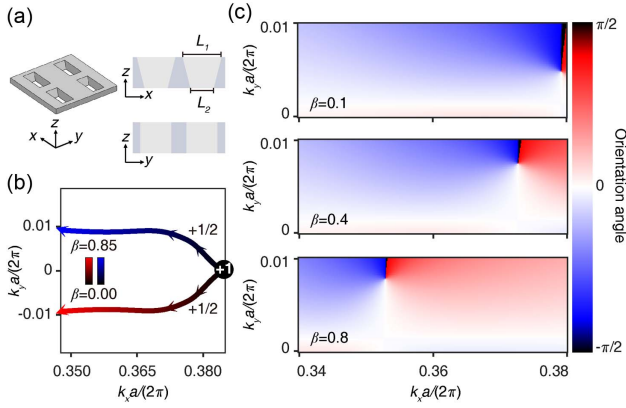 (a)
L1
z
x
L2
z
x
y
z
y
(b)
0.01
0
-0.01
kya/(2π)
β=0.85
β=0.00
+1/2
+1
+1/2
0.350
0.365
0.380
kxa/(2π)
(c)
0.01
kya/(2π)
0
β=0.1
0.01
kya/(2π)
0
β=0.4
0.01
kya/(2π)
0
β=0.8
0.34
0.36
0.38
kxa/(2π)
π/2
0
-π/2
Orientation angle